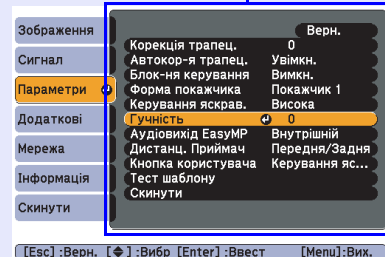 Зображення
Сигнал
Параметри
Додаткові
Мережа
Інформація
Скинути
Верн.
Корекція трапец. 0
Автокор-я трапец. Увімкн.
Блок-ня керування Вимкн.
Форма покажчика Покажчик 1
Керування яскрав. Висока
Гучність 0
Аудіовихід EasyMP Внутрішній
Дистанц. Приймач Передня/Задня
Кнопка користувача Керування яс...
Тест шаблону
Скинути
[Esc] :Верн. [◆] :Вибр [Enter] :Ввест [Menu]:Вих.